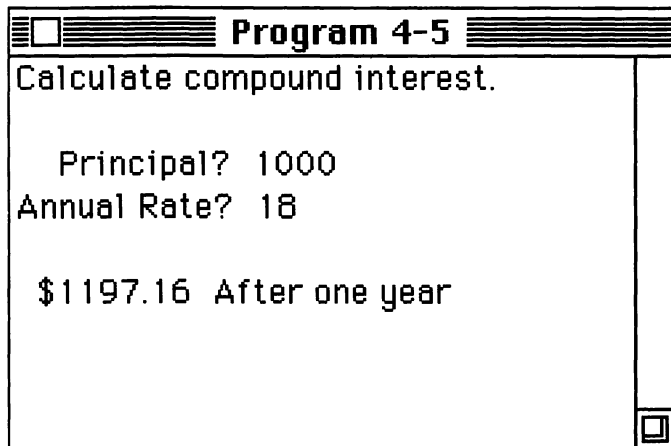 Program 4-5
Calculate compound interest.
Principal? 1000
Annual Rate? 18
$1197.16 After one year